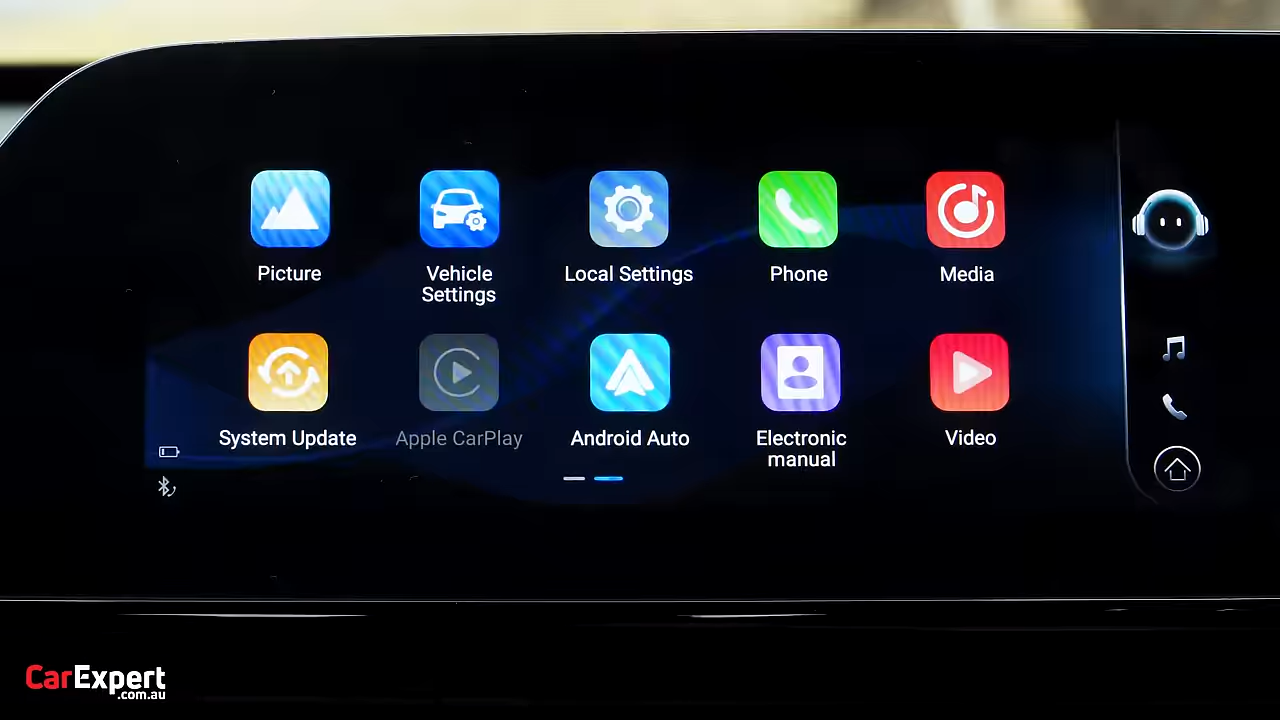 Picture
Vehicle
Settings
Local Settings
Phone
Media
System Update
Apple CarPlay
Android Auto
Electronic
manual
Video
CarExpert
.com.au